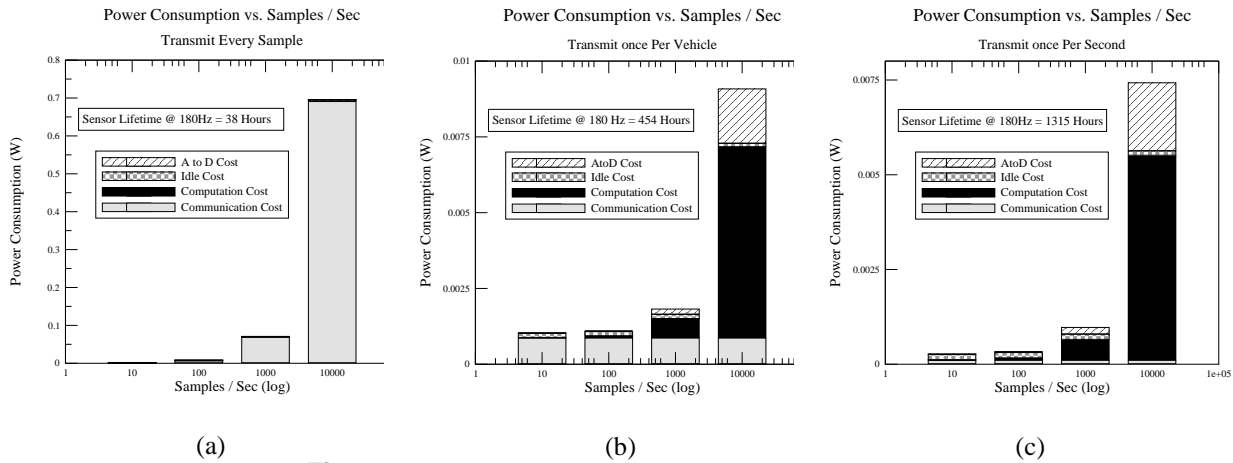 Power Consumption vs. Samples / Sec
Transmit Every Sample
0.8
0.7
0.6
0.5
0.4
0.3
0.2
0.1
0
Power Consumption (W)
Sensor Lifetime @ 180Hz = 38 Hours
A to D Cost
Idle Cost
Computation Cost
Communication Cost
1
10
100
1000
10000
Samples / Sec (log)
(a)
Power Consumption vs. Samples / Sec
Transmit once Per Vehicle
0.01
0.0075
0.005
0.0025
0
Power Consumption (W)
Sensor Lifetime @ 180 Hz = 454 Hours
AtoD Cost
Idle Cost
Computation Cost
Communication Cost
1
10
100
1000
10000
Samples / Sec (log)
(b)
Power Consumption vs. Samples / Sec
Transmit once Per Second
0.0075
0.005
0.0025
0
Power Consumption (W)
Sensor Lifetime @ 180Hz = 1315 Hours
AtoD Cost
Idle Cost
Computation Cost
Communication Cost
1
10
100
1000
10000
1e+05
Samples / Sec (log)
(c)